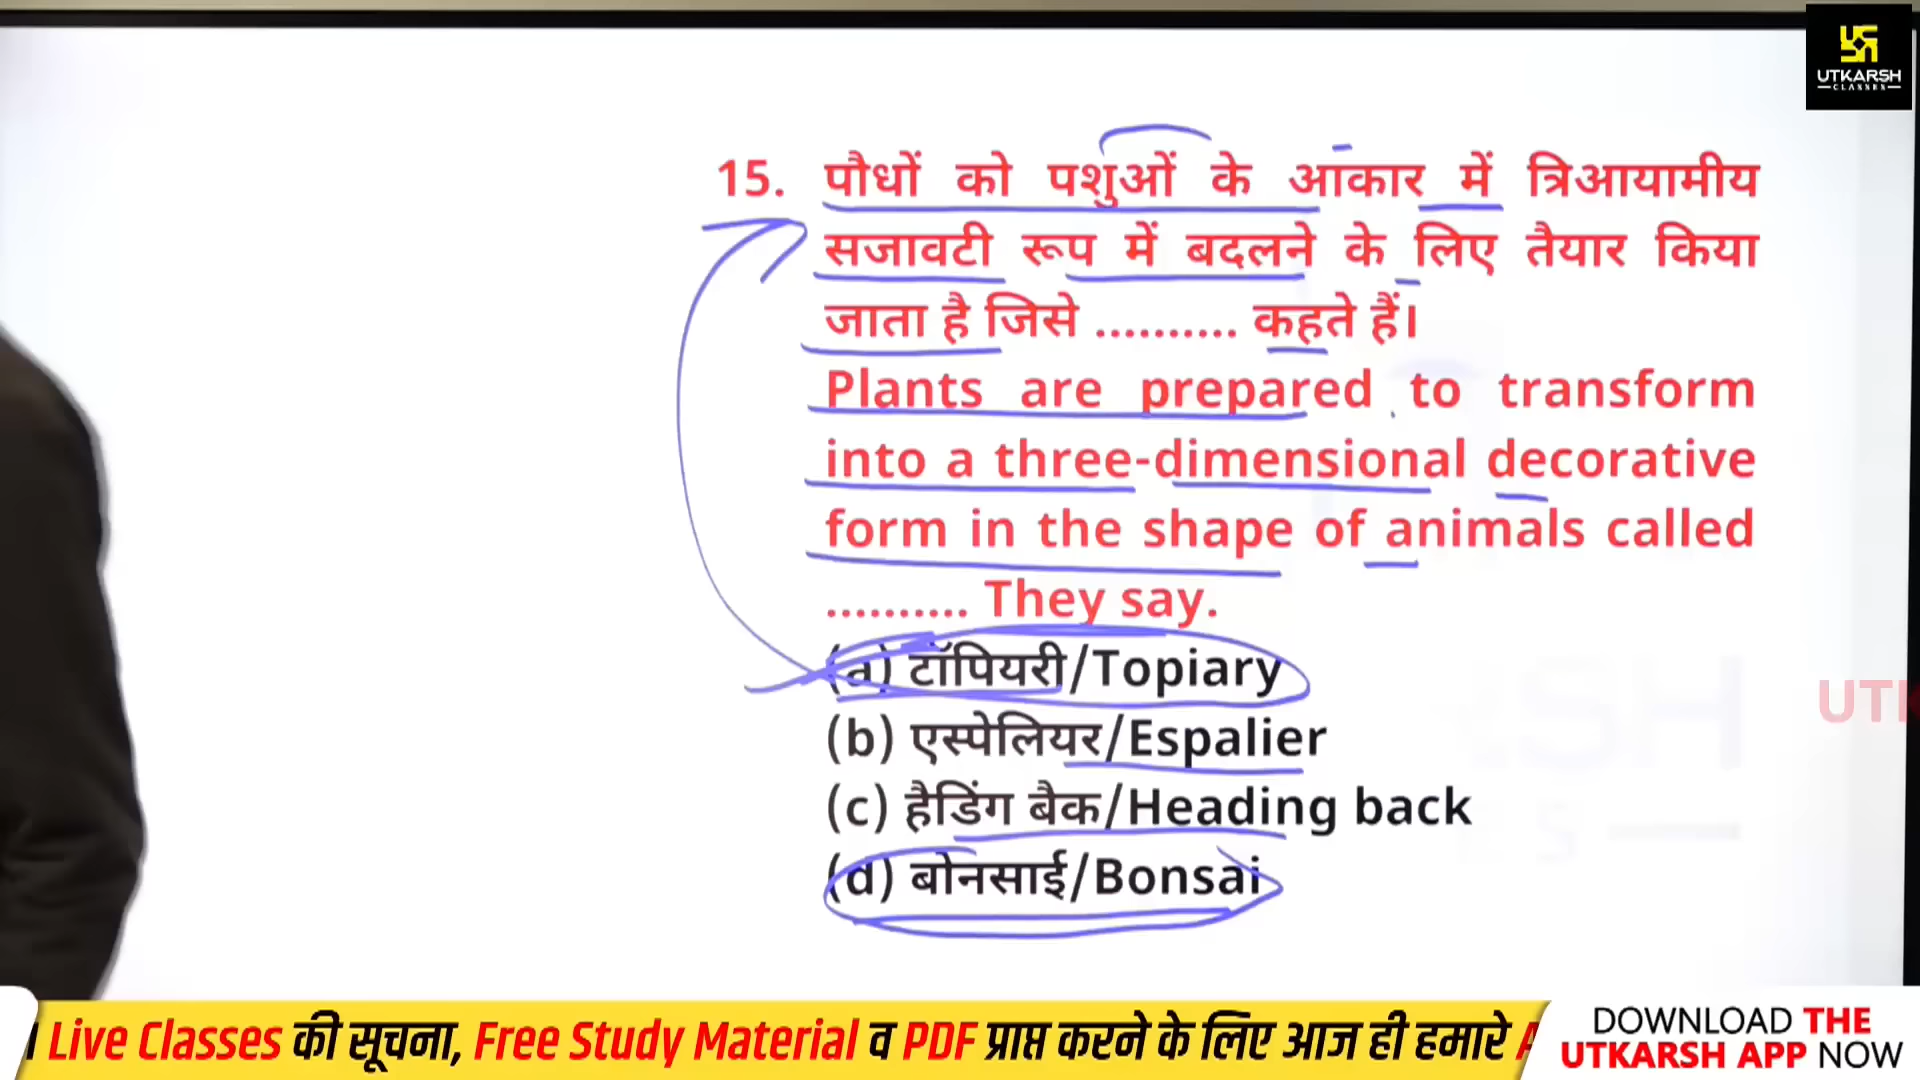 UTKARSH
CLASSES
15. पौधों को पशुओं के आकार में त्रिआयामीय
सजावटी रूप में बदलने के लिए तैयार किया
जाता है जिसे .......... कहते हैं।
Plants are prepared to transform
into a three-dimensional decorative
form in the shape of animals called
.......... They say.
(a) टॉपियरी/Topiary
(b) एस्पेलियर/Espalier
(c) हैडिंग बैक/Heading back
(d) बोनसाई/Bonsai
Live Classes की सूचना, Free Study Material व PDF प्राप्त करने के लिए आज ही हमारे
DOWNLOAD THE
UTKARSH APP NOW